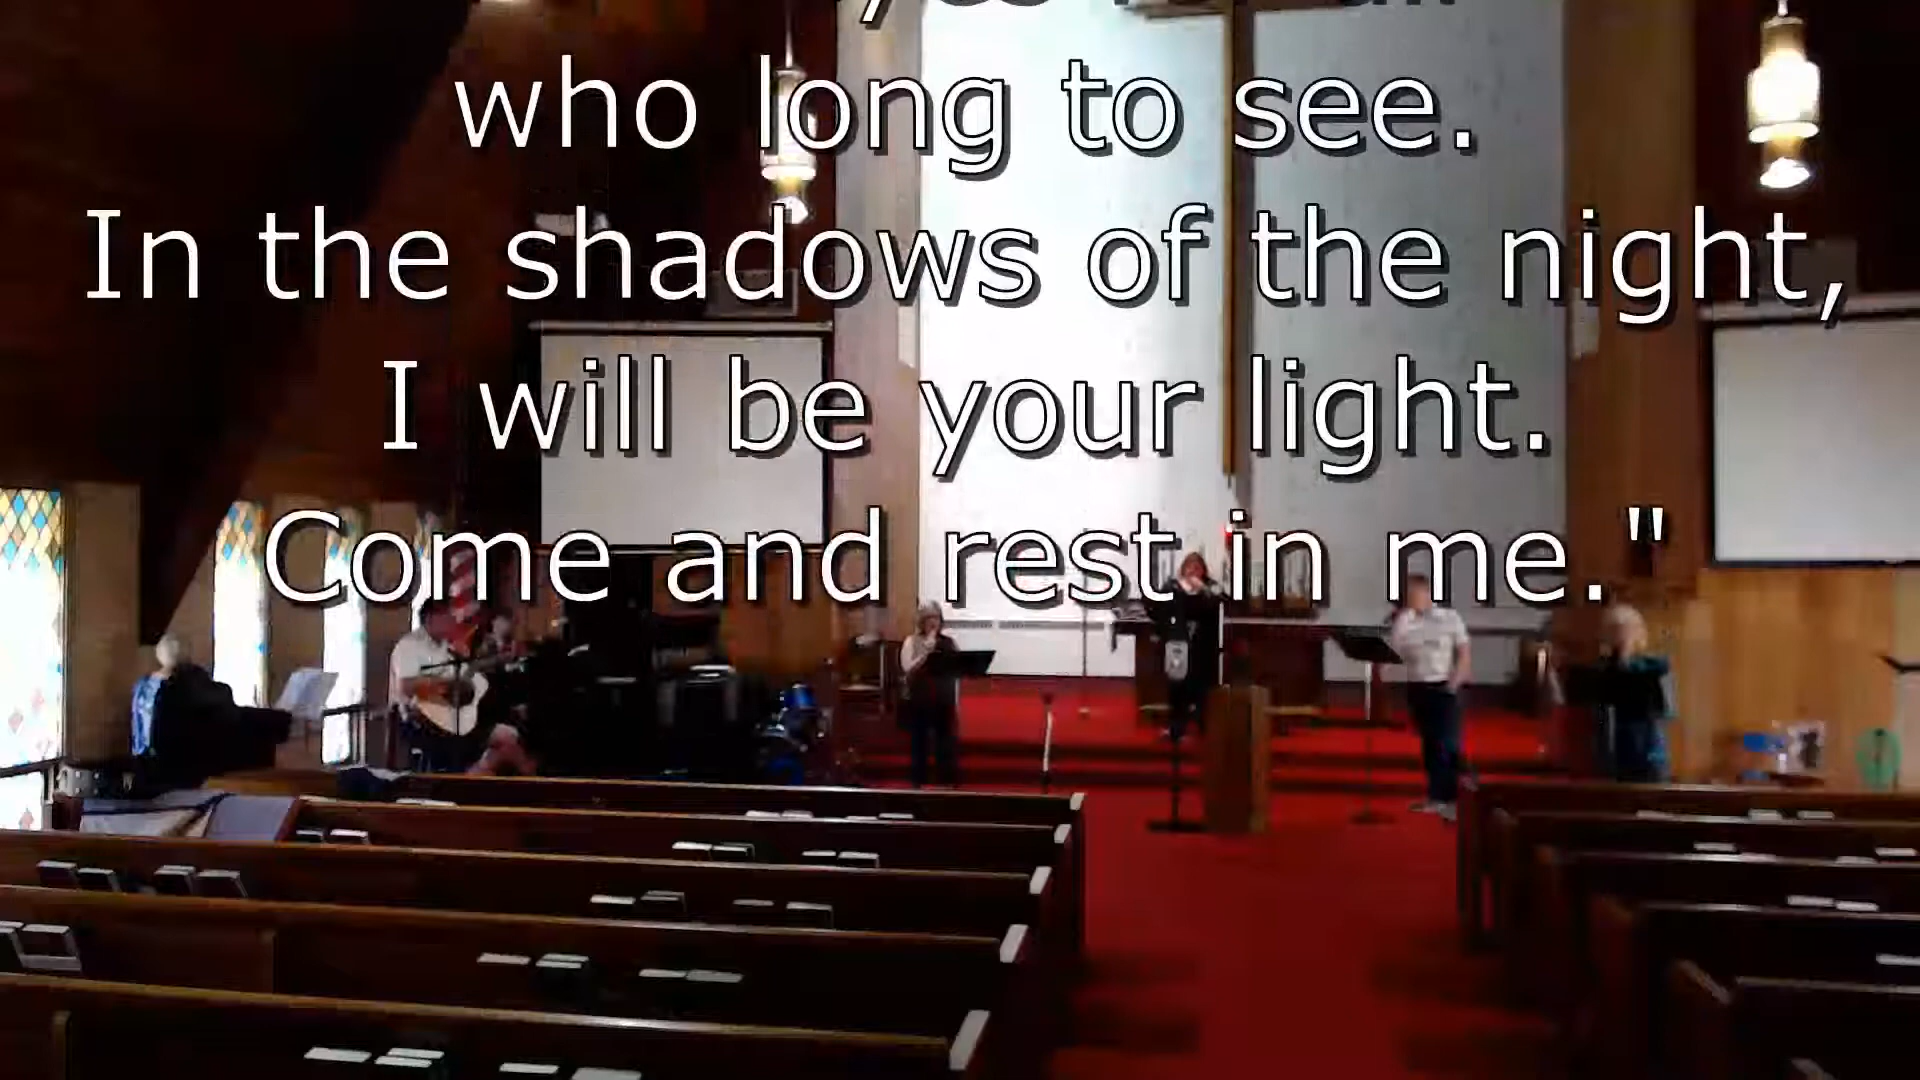 who long to see.
In the shadows of the night,
I will be your light.
Come and rest in me."